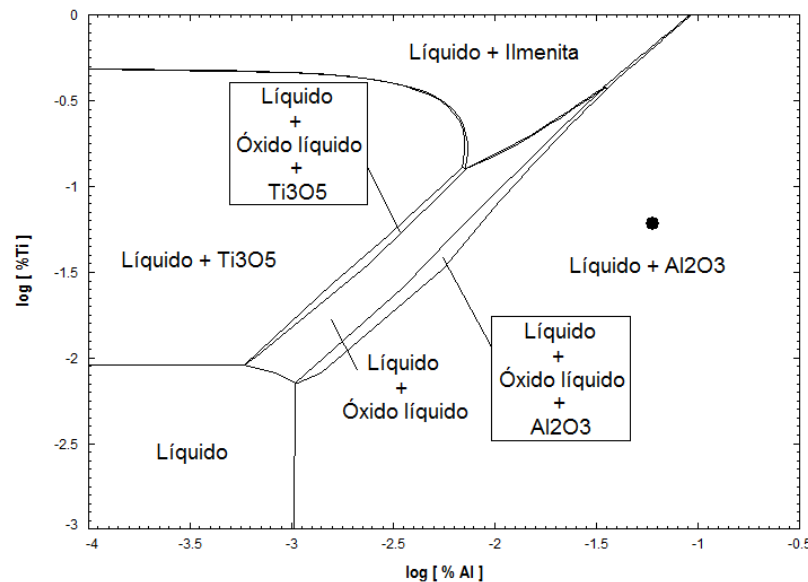 Líquido + Ilmenita
Líquido
+
Óxido líquido
+
Ti3O5
Líquido + Ti3O5
Líquido + Al2O3
Líquido
+
Óxido líquido
+
Al2O3
Líquido
+
Óxido líquido
Líquido
log [ %Ti ]
0
-0.5
-1
-1.5
-2
-2.5
-3
-4
-3.5
-3
-2.5
-2
-1.5
-1
-0.5
log [ % Al ]